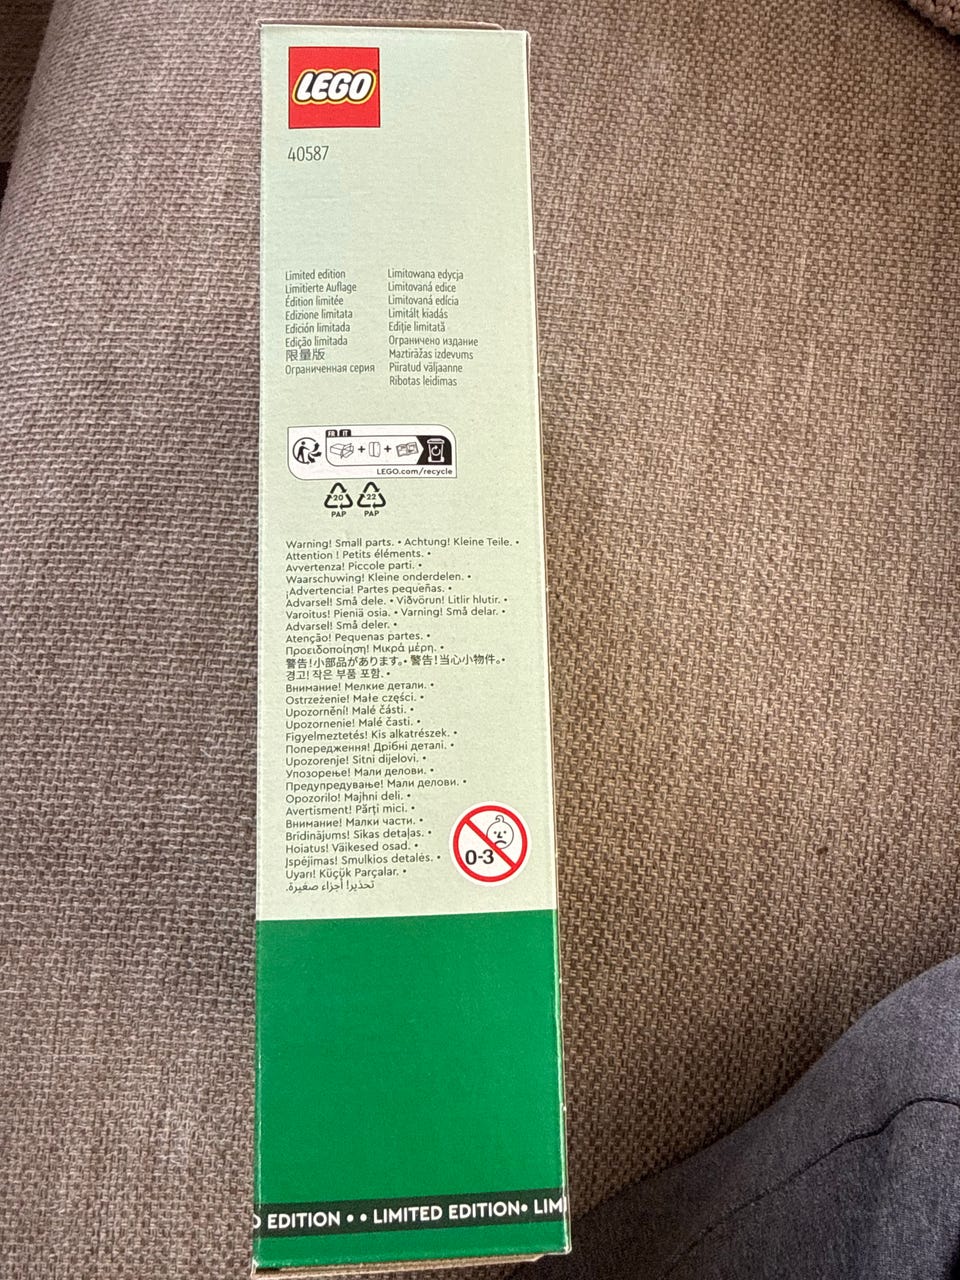 LEGO
40587
Limited edition
Limitierte Auflage
Édition limitée
Edizione limitata
Edición limitada
Edição limitada
限量版
Ограниченная серия
Limitowana edycja
Limitovaná edice
Limitovaná edícia
Limitált kiadás
Ediție limitată
Ограничено издание
Maztirāžas izdevums
Piiratud väljaanne
Ribotas leidimas
FR IT
LEGO.com/recycle
20 22
PAP PAP
Warning! Small parts. • Achtung! Kleine Teile. •
Attention ! Petits éléments. •
Avvertenza! Piccole parti. •
Waarschuwing! Kleine onderdelen. •
¡Advertencia! Partes pequeñas. •
Advarsel! Små dele. • Viðvörun! Litlir hlutir. •
Varoitus! Pieniä osia. • Varning! Små delar. •
Advarsel! Små deler. •
Atenção! Pequenas partes. •
Προειδοποίηση! Μικρά μέρη. •
警告!小部品があります。• 警告!当心小物件。•
경고! 작은 부품 포함. •
Внимание! Мелкие детали. •
Ostrzeżenie! Małe części. •
Upozornění! Malé části. •
Upozornenie! Malé časti. •
Figyelmeztetés! Kis alkatrészek. •
Попередження! Дрібні деталі. •
Upozorenje! Sitni dijelovi. •
Упозорење! Мали делови. •
Предупредување! Мали делови. •
Opozorilo! Majhni deli. •
Avertisment! Părți mici. •
Внимание! Малки части. •
Brīdinājums! Sīkas detaļas. •
Hoiatus! Väikesed osad. •
Įspėjimas! Smulkios detalės. •
Uyarı! Küçük Parçalar. •
تحذير! أجزاء صغيرة.
0-3
D EDITION • • LIMITED EDITION• LIMI